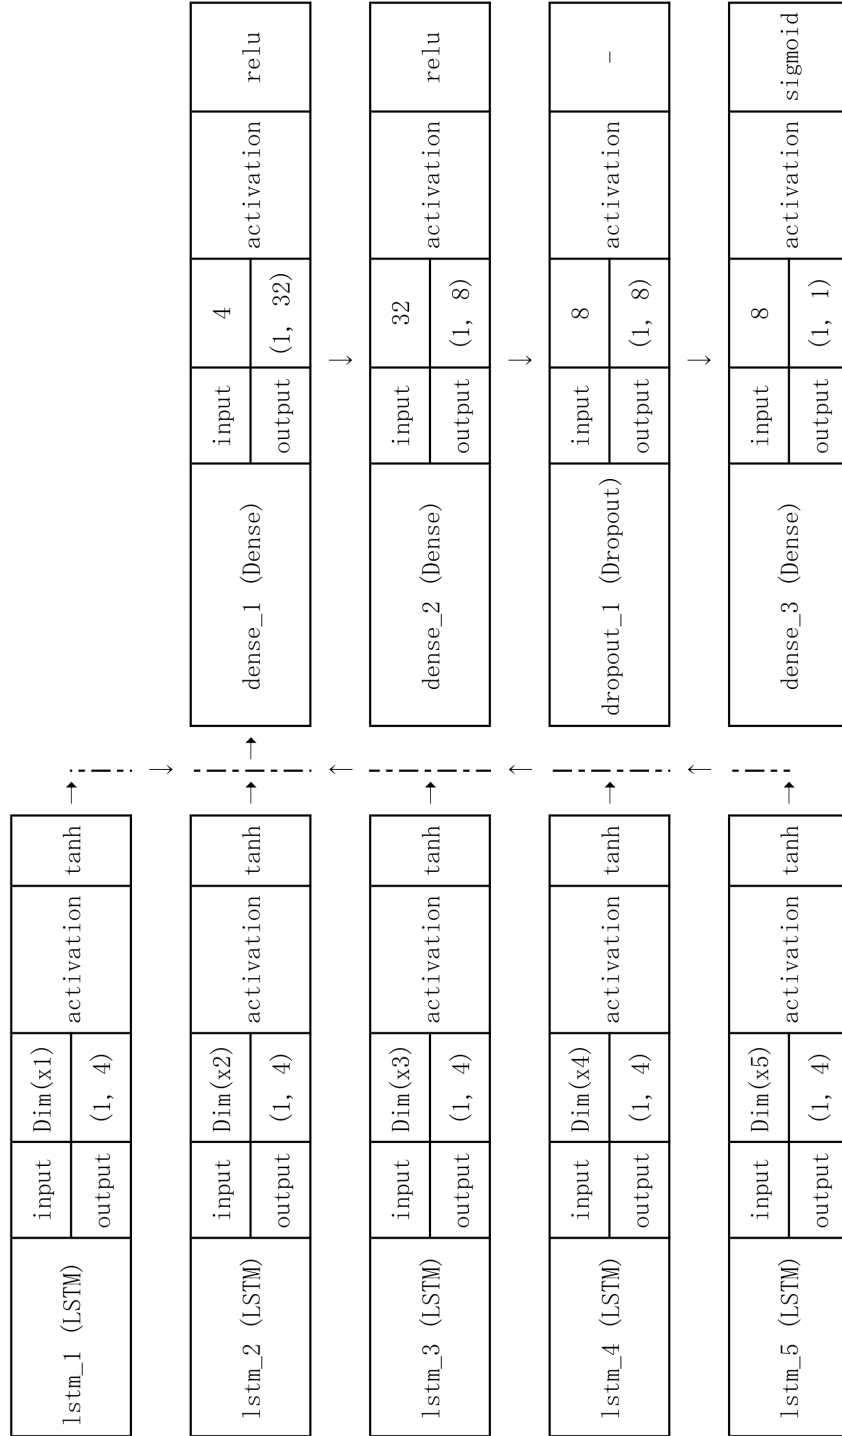 lstm_1 (LSTM)
input
Dim(x1)
output
(1, 4)
activation
tanh
lstm_2 (LSTM)
input
Dim(x2)
output
(1, 4)
activation
tanh
lstm_3 (LSTM)
input
Dim(x3)
output
(1, 4)
activation
tanh
lstm_4 (LSTM)
input
Dim(x4)
output
(1, 4)
activation
tanh
lstm_5 (LSTM)
input
Dim(x5)
output
(1, 4)
activation
tanh
dense_1 (Dense)
input
4
output
(1, 32)
activation
relu
dense_2 (Dense)
input
32
output
(1, 8)
activation
relu
dropout_1 (Dropout)
input
8
output
(1, 8)
activation
-
dense_3 (Dense)
input
8
output
(1, 1)
activation
sigmoid